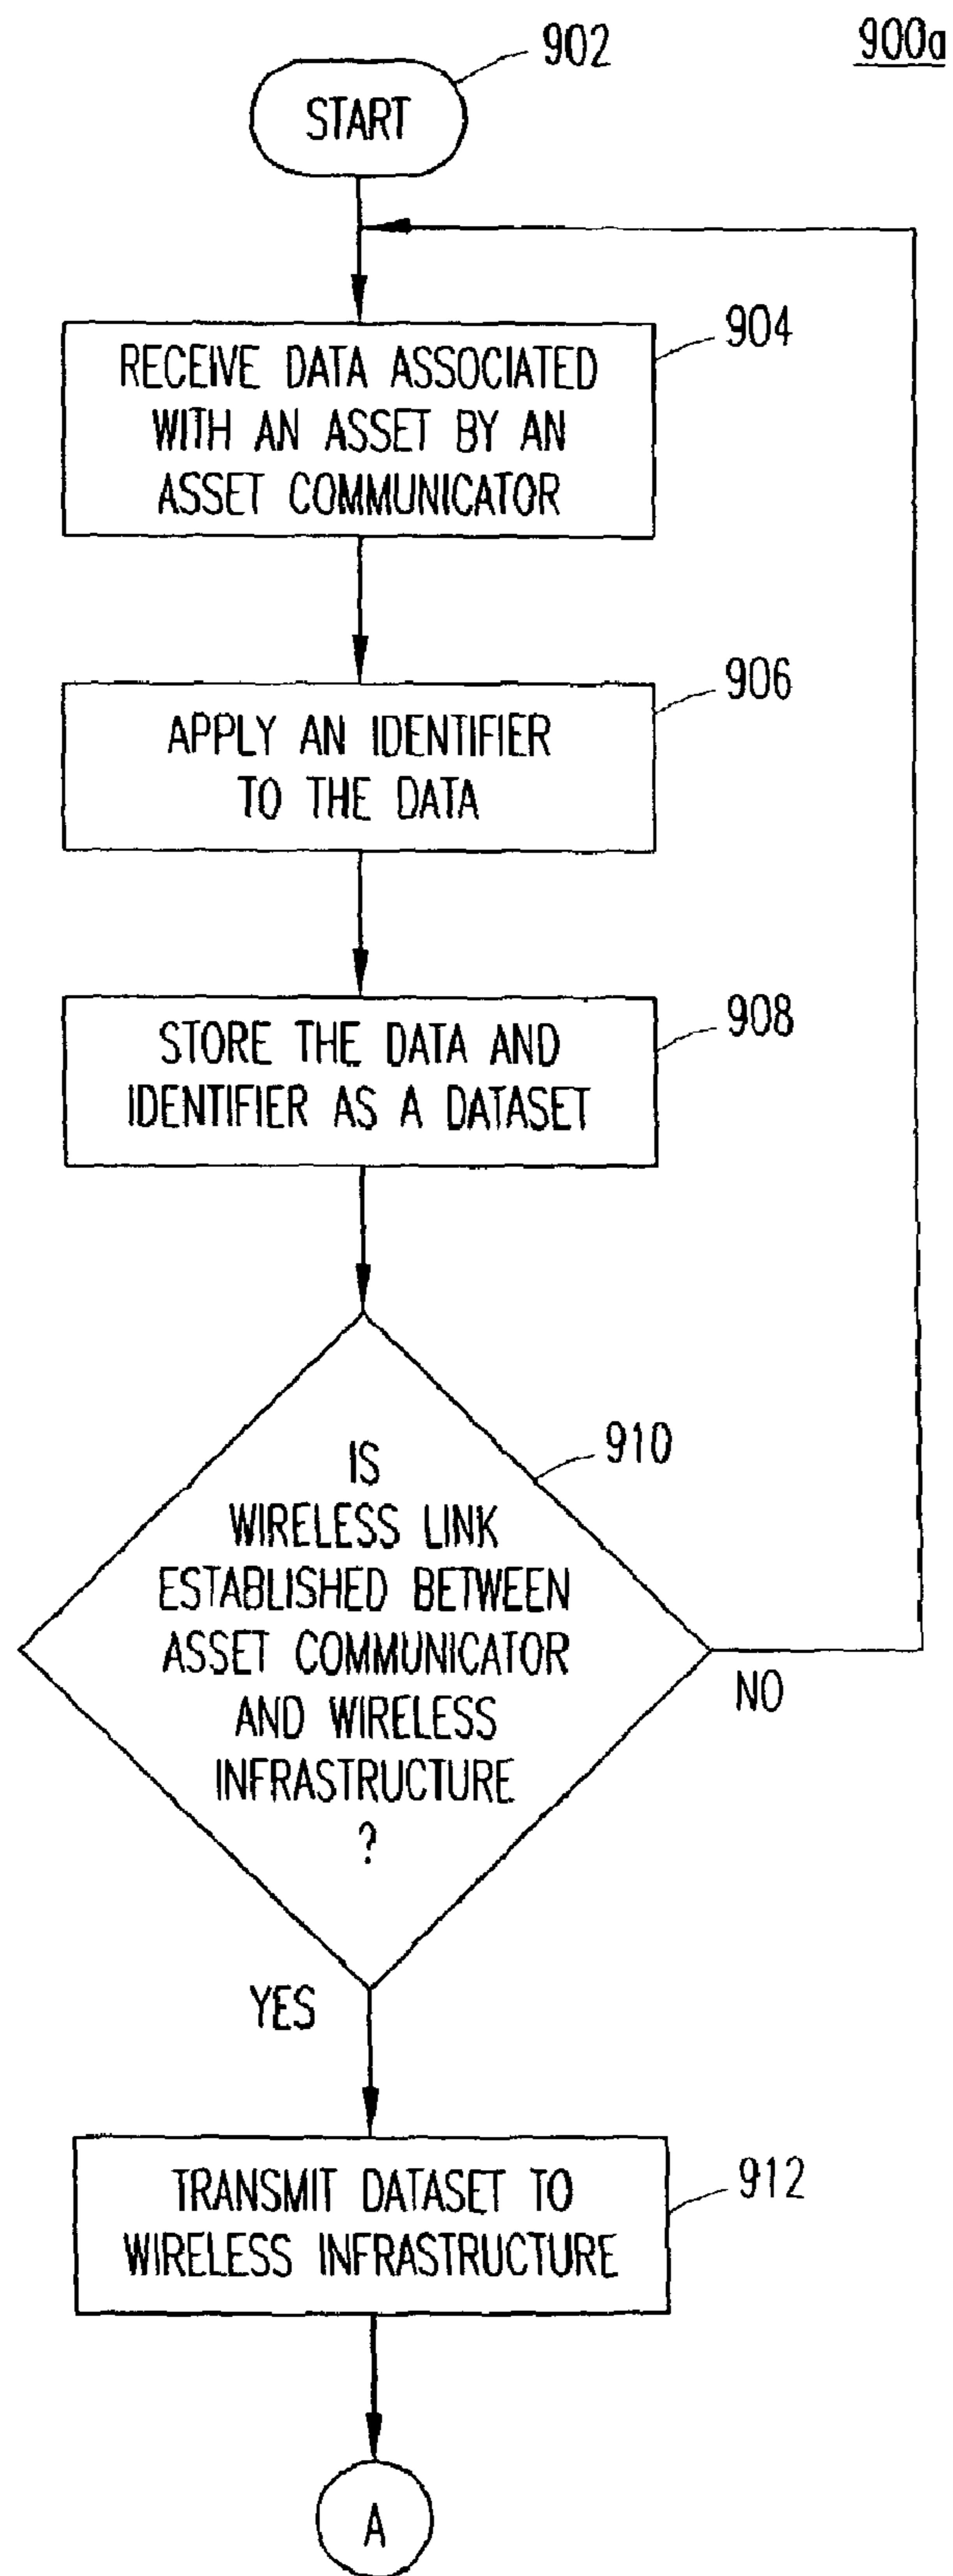 900a
902
START
904
RECEIVE DATA ASSOCIATED
WITH AN ASSET BY AN
ASSET COMMUNICATOR
906
APPLY AN IDENTIFIER
TO THE DATA
908
STORE THE DATA AND
IDENTIFIER AS A DATASET
910
IS
WIRELESS LINK
ESTABLISHED BETWEEN
ASSET COMMUNICATOR
AND WIRELESS
INFRASTRUCTURE
?
NO
YES
912
TRANSMIT DATASET TO
WIRELESS INFRASTRUCTURE
A